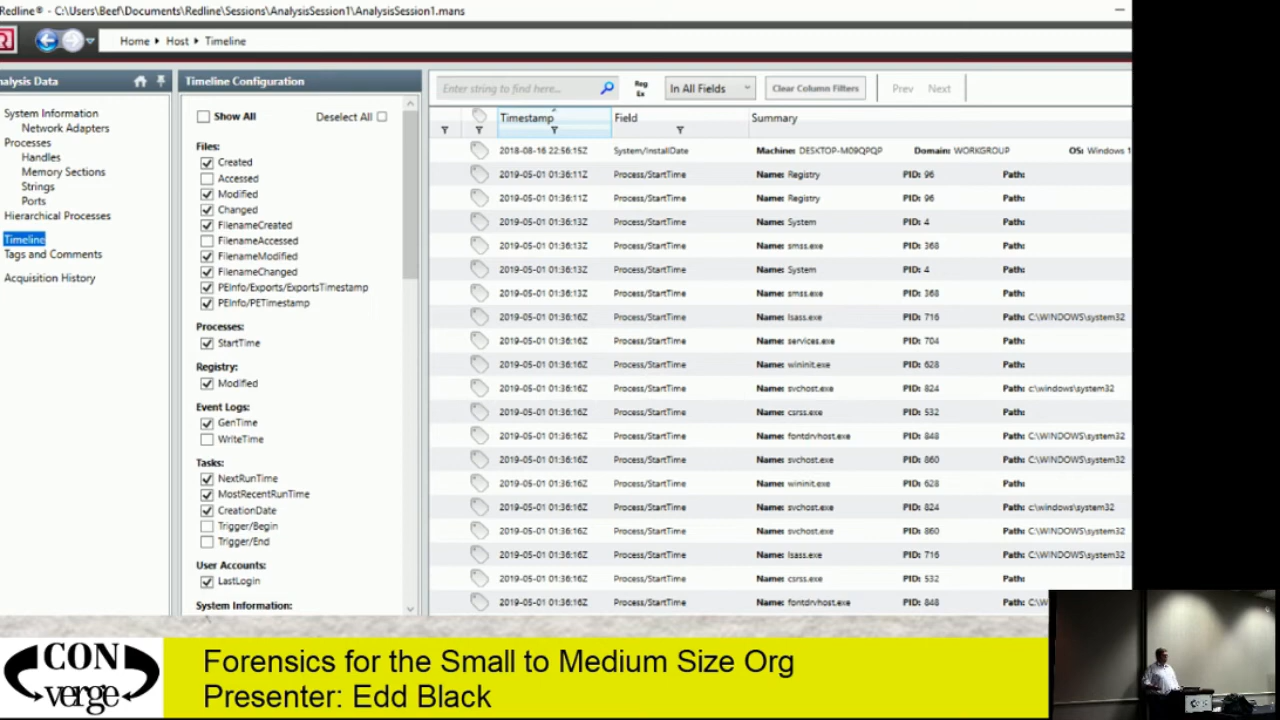 Redline® - C:\Users\Beef\Documents\Redline\Sessions\AnalysisSession1\AnalysisSession1.mans
Home Host Timeline
nalysis Data
System Information
Network Adapters
Processes
Handles
Memory Sections
Strings
Ports
Hierarchical Processes
Timeline
Tags and Comments
Acquisition History
Timeline Configuration
Show All Deselect All
Files:
Created
Accessed
Modified
Changed
FilenameCreated
FilenameAccessed
FilenameModified
FilenameChanged
PEInfo/Exports/ExportsTimestamp
PEInfo/PETimestamp
Processes:
StartTime
Registry:
Modified
Event Logs:
GenTime
WriteTime
Tasks:
NextRunTime
MostRecentRunTime
CreationDate
Trigger/Begin
Trigger/End
User Accounts:
LastLogin
System Information:
Enter string to find here... Reg Ex In All Fields Clear Column Filters Prev Next
Timestamp Field Summary
2018-08-16 22:56:15Z System/InstallDate Machine: DESKTOP-M09QPQP Domain: WORKGROUP OS: Windows 1
2019-05-01 01:36:11Z Process/StartTime Name: Registry PID: 96 Path:
2019-05-01 01:36:11Z Process/StartTime Name: Registry PID: 96 Path:
2019-05-01 01:36:13Z Process/StartTime Name: System PID: 4 Path:
2019-05-01 01:36:13Z Process/StartTime Name: smss.exe PID: 368 Path:
2019-05-01 01:36:13Z Process/StartTime Name: System PID: 4 Path:
2019-05-01 01:36:13Z Process/StartTime Name: smss.exe PID: 368 Path:
2019-05-01 01:36:16Z Process/StartTime Name: lsass.exe PID: 716 Path: C:\WINDOWS\system32
2019-05-01 01:36:16Z Process/StartTime Name: services.exe PID: 704 Path:
2019-05-01 01:36:16Z Process/StartTime Name: wininit.exe PID: 628 Path:
2019-05-01 01:36:16Z Process/StartTime Name: svchost.exe PID: 824 Path: c:\windows\system32
2019-05-01 01:36:16Z Process/StartTime Name: csrss.exe PID: 532 Path:
2019-05-01 01:36:16Z Process/StartTime Name: fontdrvhost.exe PID: 848 Path: C:\WINDOWS\system32
2019-05-01 01:36:16Z Process/StartTime Name: svchost.exe PID: 860 Path: C:\WINDOWS\system32
2019-05-01 01:36:16Z Process/StartTime Name: wininit.exe PID: 628 Path:
2019-05-01 01:36:16Z Process/StartTime Name: svchost.exe PID: 824 Path: c:\windows\system32
2019-05-01 01:36:16Z Process/StartTime Name: svchost.exe PID: 860 Path: C:\WINDOWS\system32
2019-05-01 01:36:16Z Process/StartTime Name: lsass.exe PID: 716 Path: C:\WINDOWS\system32
2019-05-01 01:36:16Z Process/StartTime Name: csrss.exe PID: 532 Path:
2019-05-01 01:36:16Z Process/StartTime Name: fontdrvhost.exe PID: 848 Path: C:\W
CON
verge
Forensics for the Small to Medium Size Org
Presenter: Edd Black